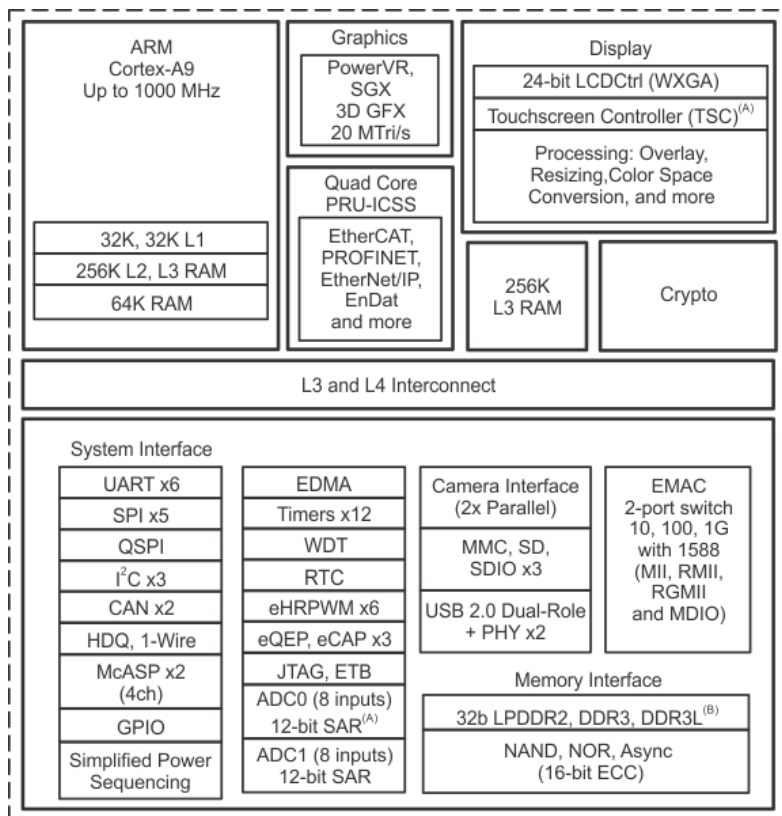 ARM
Cortex-A9
Up to 1000 MHz
32K, 32K L1
256K L2, L3 RAM
64K RAM
Graphics
PowerVR,
SGX
3D GFX
20 MTri/s
Quad Core
PRU-ICSS
EtherCAT,
PROFINET,
EtherNet/IP,
EnDat
and more
Display
24-bit LCDCtrl (WXGA)
Touchscreen Controller (TSC)(A)
Processing: Overlay,
Resizing,Color Space
Conversion, and more
256K
L3 RAM
Crypto
L3 and L4 Interconnect
System Interface
UART x6
SPI x5
QSPI
I²C x3
CAN x2
HDQ, 1-Wire
McASP x2
(4ch)
GPIO
Simplified Power
Sequencing
EDMA
Timers x12
WDT
RTC
eHRPWM x6
eQEP, eCAP x3
JTAG, ETB
ADC0 (8 inputs)
12-bit SAR(A)
ADC1 (8 inputs)
12-bit SAR
Camera Interface
(2x Parallel)
MMC, SD,
SDIO x3
USB 2.0 Dual-Role
+ PHY x2
EMAC
2-port switch
10, 100, 1G
with 1588
(MII, RMII,
RGMII
and MDIO)
Memory Interface
32b LPDDR2, DDR3, DDR3L(B)
NAND, NOR, Async
(16-bit ECC)